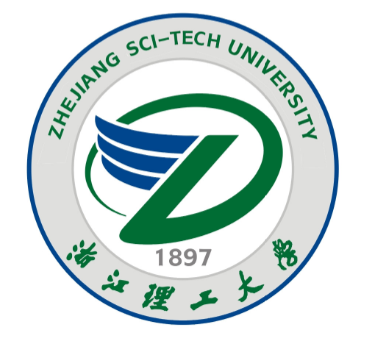 ZHEJIANG SCI-TECH UNIVERSITY
1897
浙江理工大学